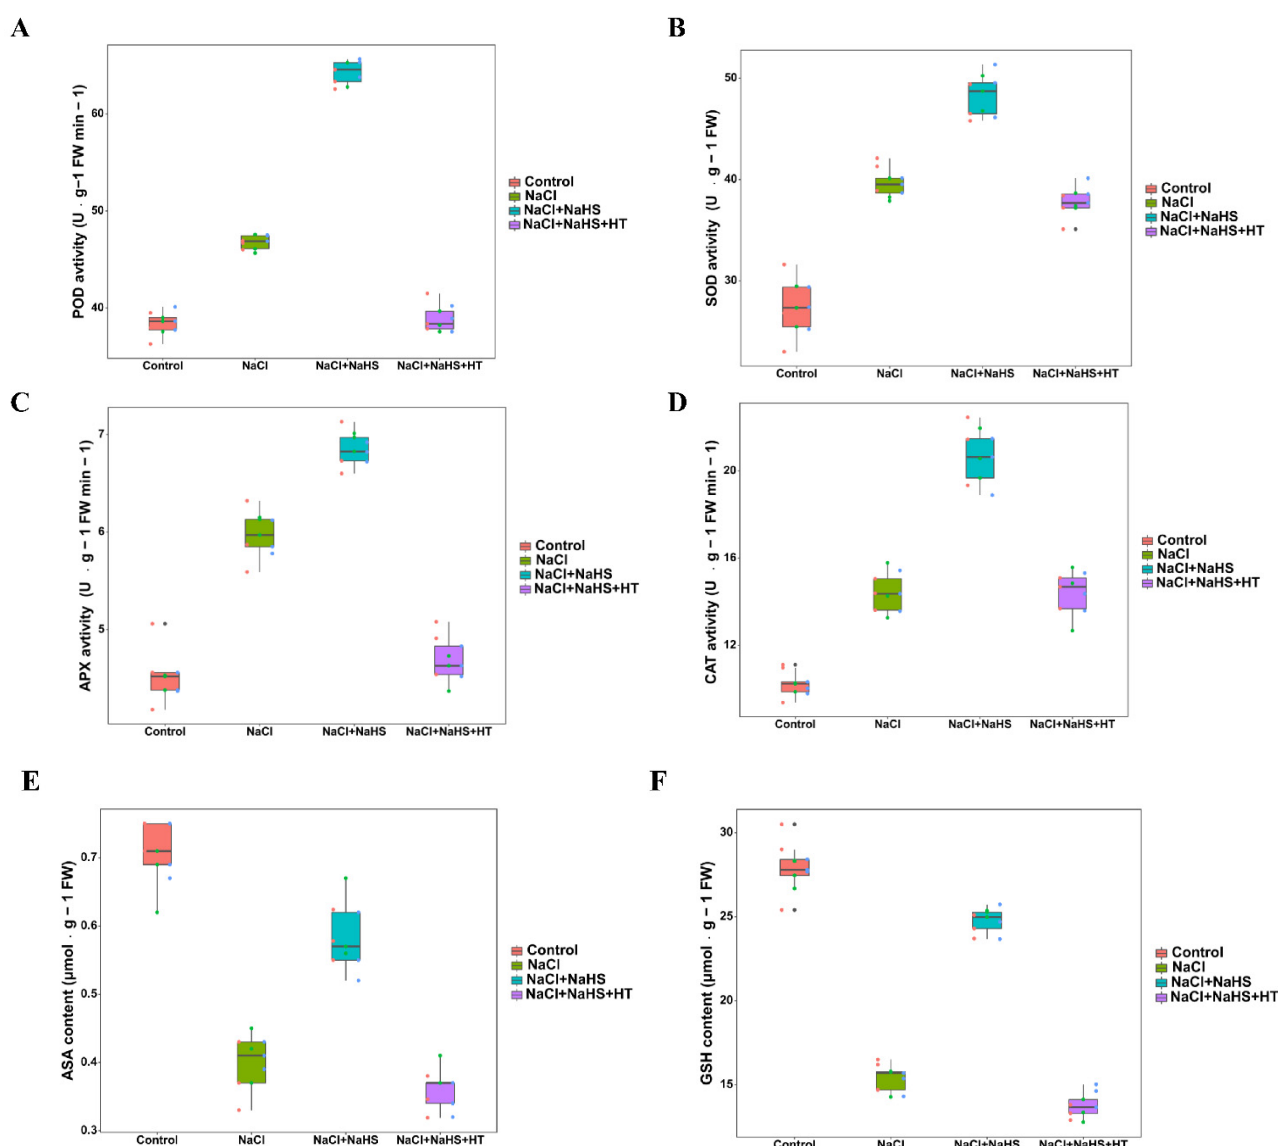 A
POD avtivity (U · g−1 FW min − 1)
60
50
40
Control NaCl NaCl+NaHS NaCl+NaHS+HT
Control
NaCl
NaCl+NaHS
NaCl+NaHS+HT
B
SOD avtivity (U · g − 1 FW)
50
40
30
Control NaCl NaCl+NaHS NaCl+NaHS+HT
Control
NaCl
NaCl+NaHS
NaCl+NaHS+HT
C
APX avtivity (U · g − 1 FW min − 1)
7
6
5
Control NaCl NaCl+NaHS NaCl+NaHS+HT
Control
NaCl
NaCl+NaHS
NaCl+NaHS+HT
D
CAT avtivity (U · g − 1 FW min − 1)
20
16
12
Control NaCl NaCl+NaHS NaCl+NaHS+HT
Control
NaCl
NaCl+NaHS
NaCl+NaHS+HT
E
ASA content (μmol · g − 1 FW)
0.7
0.6
0.5
0.4
0.3
Control NaCl NaCl+NaHS NaCl+NaHS+HT
Control
NaCl
NaCl+NaHS
NaCl+NaHS+HT
F
GSH content (μmol · g − 1 FW)
30
25
20
15
Control NaCl NaCl+NaHS NaCl+NaHS+HT
Control
NaCl
NaCl+NaHS
NaCl+NaHS+HT